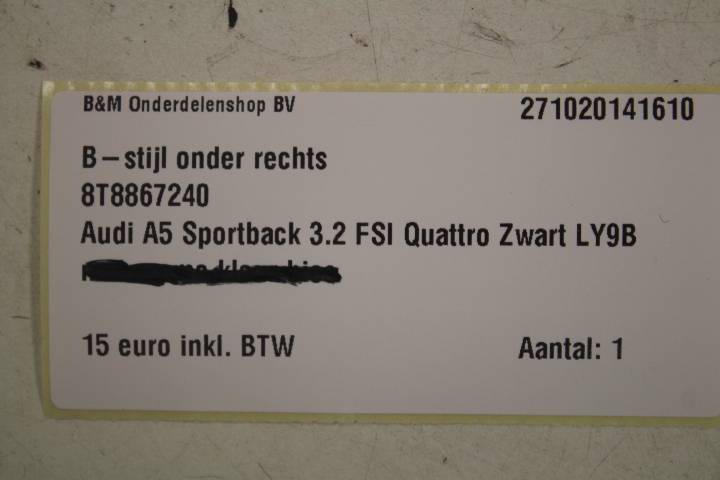 B&M Onderdelenshop BV 271020141610
B-stijl onder rechts
8T8867240
Audi A5 Sportback 3.2 FSI Quattro Zwart LY9B
15 euro inkl. BTW Aantal: 1